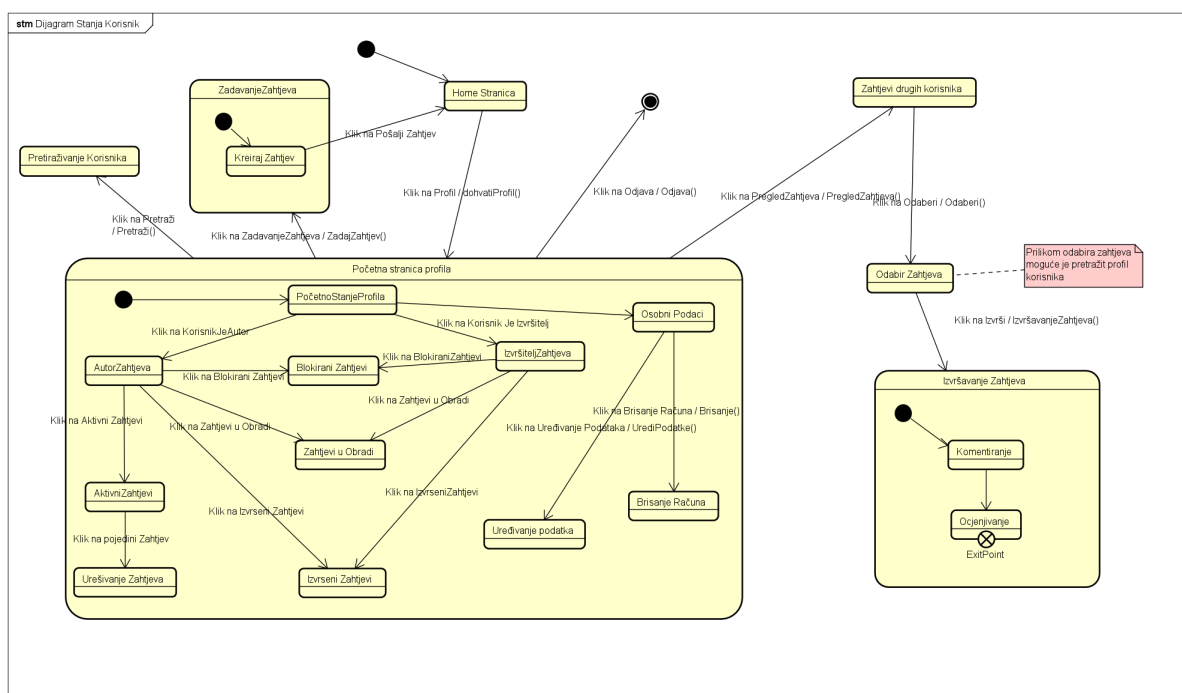 stm Dijagram Stanja Korisnik
ZadavanjeZahtjeva
Kreiraj Zahtjev
Home Stranica
Zahtjevi drugih korisnika
Klik na Pošalji Zahtjev
Pretiraživanje Korisnika
Klik na Profil / dohvatiProfil()
Klik na Odjava / Odjava()
Klik na PregledZahtjeva / PregledZahtjeva()
Klik na Odaberi / Odaberi()
Klik na Pretraži
/ Pretraži()
Klik na ZadavanjeZahtjeva / ZadajZahtjev()
Prilikom odabira zahtjeva
moguće je pretražit profil
korisnika
Odabir Zahtjeva
Početna stranica profila
PočetnoStanjeProfila
Osobni Podaci
Klik na KorisnikJeAutor
Klik na Korisnik Je Izvršitelj
Klik na Izvrši / IzvršavanjeZahtjeva()
AutorZahtjeva
Klik na Blokirani Zahtjevi
Blokirani Zahtjevi
Klik na BlokiraniZahtjevi
IzvršiteljZahtjeva
Izvršavanje Zahtjeva
Klik na Zahtjevi u Obradi
Klik na Brisanje Računa / Brisanje()
Klik na Aktivni Zahtjevi
Klik na Zahtjevi u Obradi
Klik na Uređivanje Podataka / UrediPodatke()
Zahtjevi u Obradi
Komentiranje
AktivniZahtjevi
Klik na IzvrseniZahtjevi
Brisanje Računa
Klik na Izvrseni Zahtjevi
Uređivanje podatka
Ocjenjivanje
Klik na pojedini Zahtjev
ExitPoint
Urešivanje Zahtjeva
Izvrseni Zahtjevi